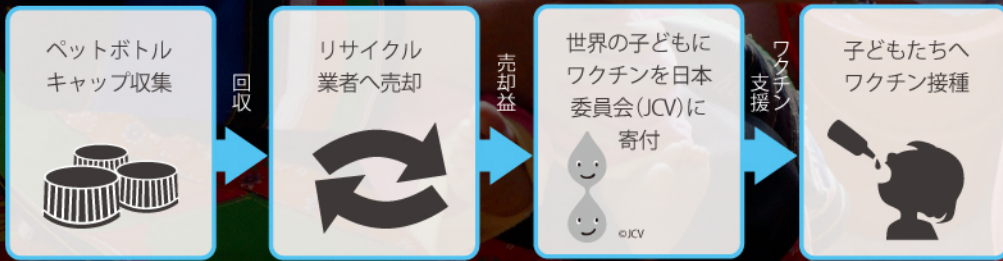 ペットボトル
キャップ収集
回収
リサイクル
業者へ売却
売却益
世界の子どもに
ワクチンを日本
委員会(JCV)に
寄付
©JCV
ワクチン
支援
子どもたちへ
ワクチン接種